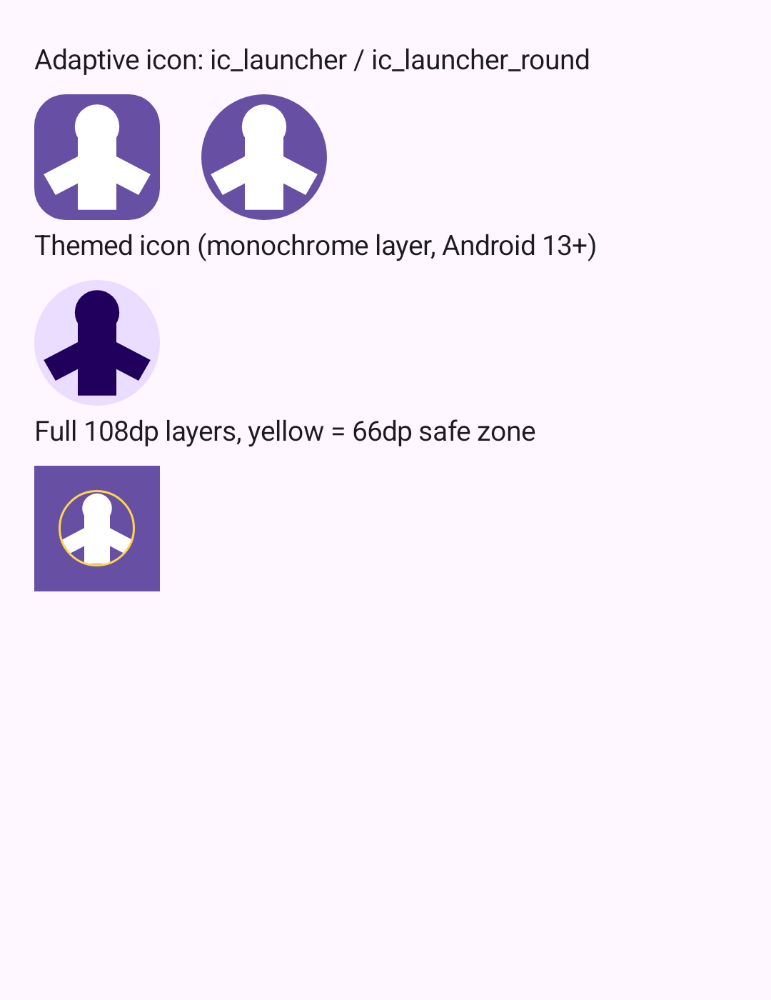 Adaptive icon: ic_launcher / ic_launcher_round
Themed icon (monochrome layer, Android 13+)
Full 108dp layers, yellow = 66dp safe zone